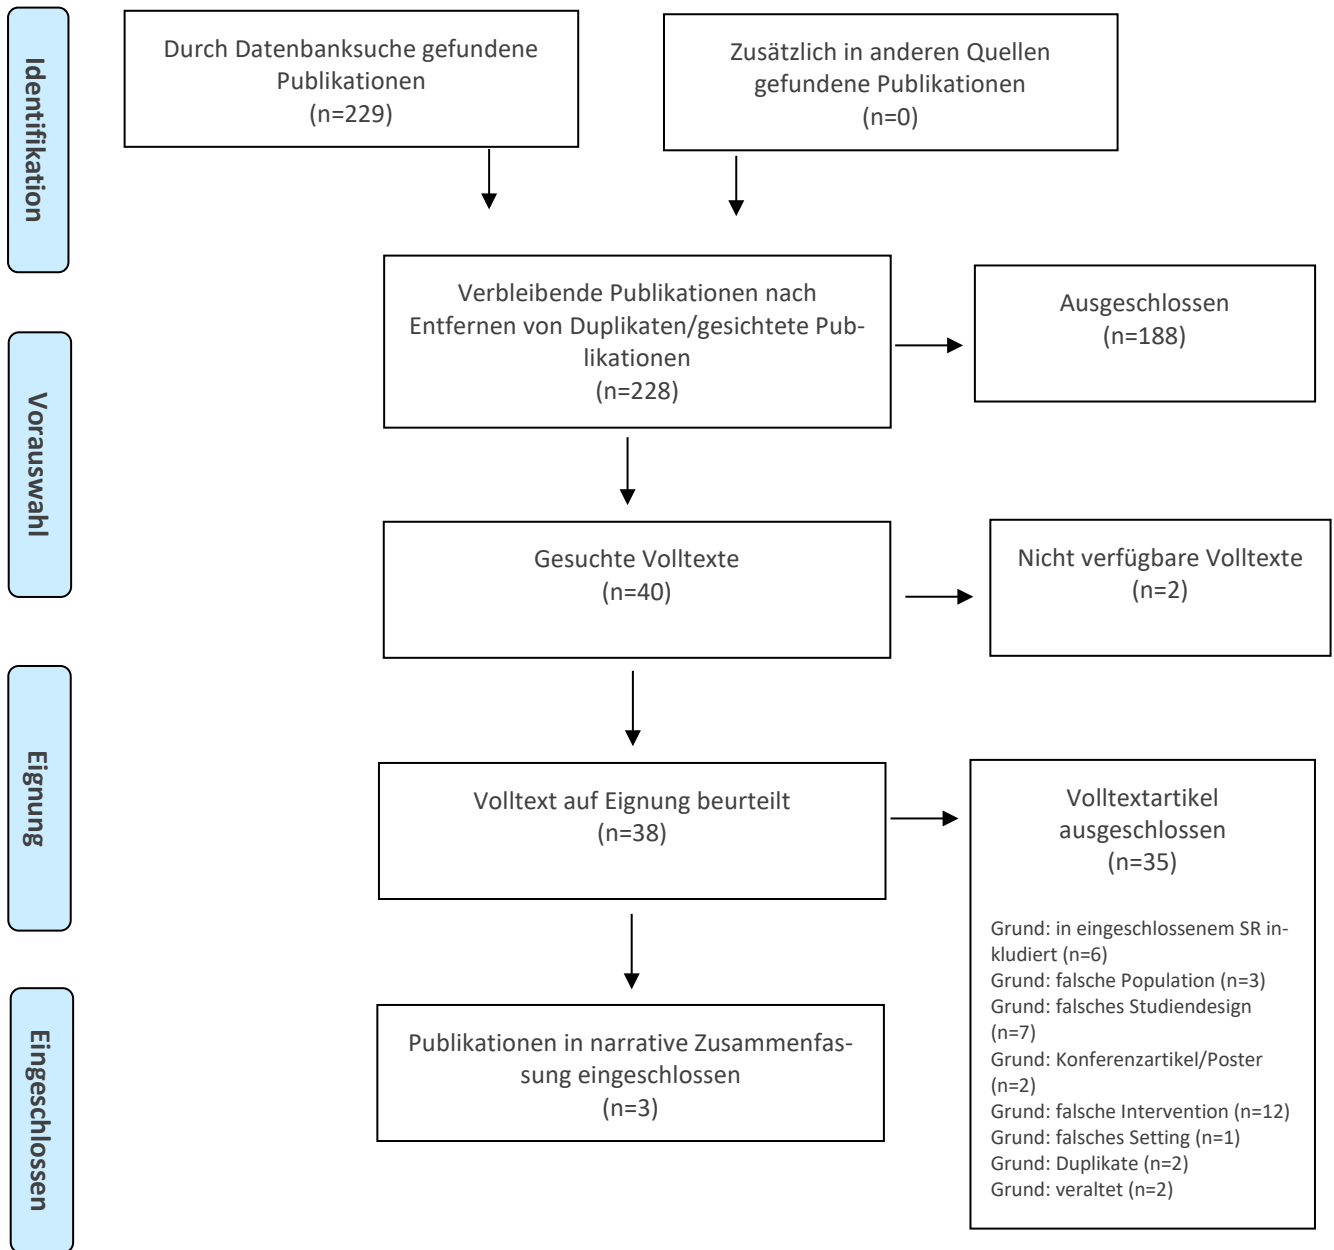 Identifikation
Durch Datenbanksuche gefundene
Publikationen
(n=229)
Zusätzlich in anderen Quellen
gefundene Publikationen
(n=0)
Verbleibende Publikationen nach
Entfernen von Duplikaten/gesichtete Pub-
likationen
(n=228)
Ausgeschlossen
(n=188)
Vorauswahl
Gesuchte Volltexte
(n=40)
Nicht verfügbare Volltexte
(n=2)
Eignung
Volltext auf Eignung beurteilt
(n=38)
Volltextartikel
ausgeschlossen
(n=35)
Grund: in eingeschlossenem SR in-
kludiert (n=6)
Grund: falsche Population (n=3)
Grund: falsches Studiendesign
(n=7)
Grund: Konferenzartikel/Poster
(n=2)
Grund: falsche Intervention (n=12)
Grund: falsches Setting (n=1)
Grund: Duplikate (n=2)
Grund: veraltet (n=2)
Eingeschlossen
Publikationen in narrative Zusammenfas-
sung eingeschlossen
(n=3)